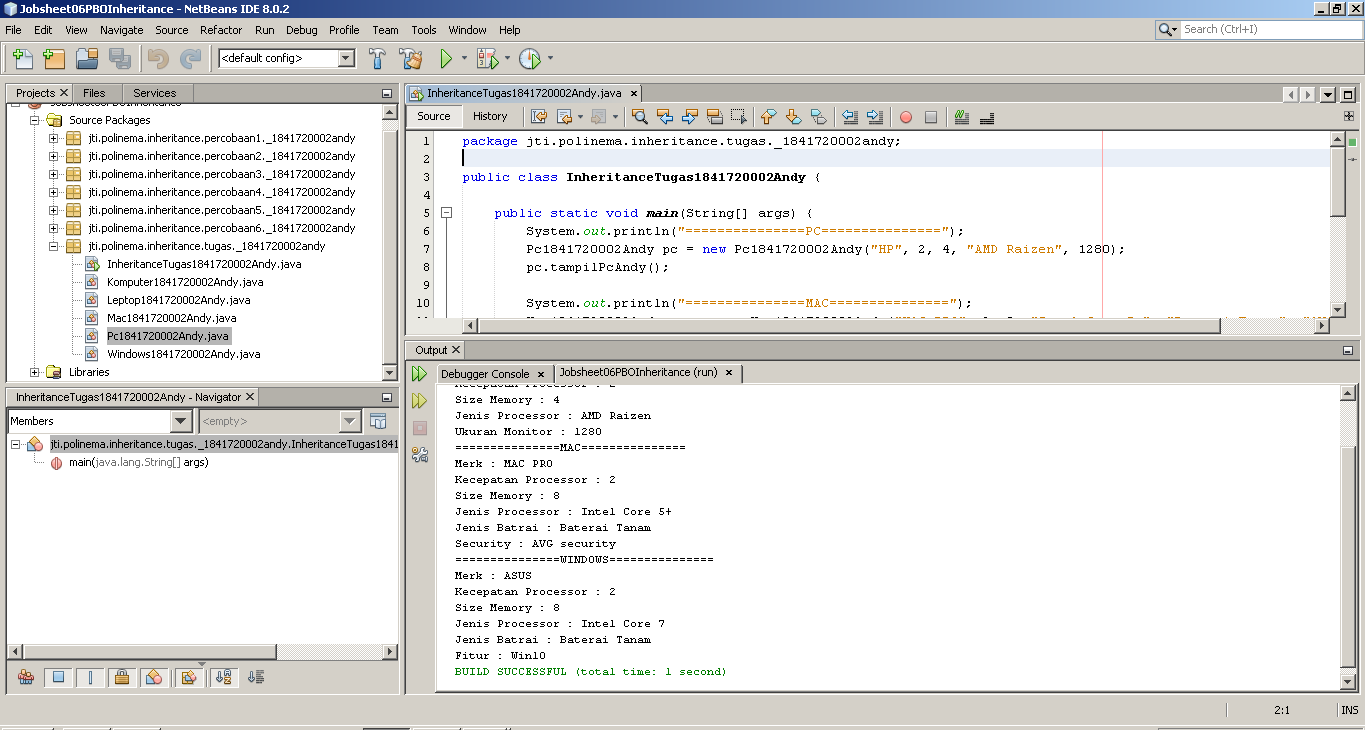 Jobsheet06PBOInheritance - NetBeans IDE 8.0.2
File Edit View Navigate Source Refactor Run Debug Profile Team Tools Window Help
Search (Ctrl+I)
<default config>
Projects Files Services
Jobsheet06PBOInheritance
Source Packages
jti.polinema.inheritance.percobaan1._1841720002andy
jti.polinema.inheritance.percobaan2._1841720002andy
jti.polinema.inheritance.percobaan3._1841720002andy
jti.polinema.inheritance.percobaan4._1841720002andy
jti.polinema.inheritance.percobaan5._1841720002andy
jti.polinema.inheritance.percobaan6._1841720002andy
jti.polinema.inheritance.tugas._1841720002andy
InheritanceTugas1841720002Andy.java
Komputer1841720002Andy.java
Leptop1841720002Andy.java
Mac1841720002Andy.java
Pc1841720002Andy.java
Windows1841720002Andy.java
Libraries
InheritanceTugas1841720002Andy - Navigator
Members
<empty>
jti.polinema.inheritance.tugas._1841720002andy.InheritanceTugas1841
main(java.lang.String[] args)
InheritanceTugas1841720002Andy.java
Source History
1 package jti.polinema.inheritance.tugas._1841720002andy;
2
3 public class InheritanceTugas1841720002Andy {
4
5 public static void main(String[] args) {
6 System.out.println("===============PC===============");
7 Pc1841720002Andy pc = new Pc1841720002Andy("HP", 2, 4, "AMD Raizen", 1280);
8 pc.tampilPcAndy();
9
10 System.out.println("===============MAC===============");
Output
Debugger Console Jobsheet06PBOInheritance (run)
Kecepatan Processor : 2
Size Memory : 4
Jenis Processor : AMD Raizen
Ukuran Monitor : 1280
===============MAC===============
Merk : MAC PRO
Kecepatan Processor : 2
Size Memory : 8
Jenis Processor : Intel Core 5+
Jenis Batrai : Baterai Tanam
Security : AVG security
===============WINDOWS===============
Merk : ASUS
Kecepatan Processor : 2
Size Memory : 8
Jenis Processor : Intel Core 7
Jenis Batrai : Baterai Tanam
Fitur : Win10
BUILD SUCCESSFUL (total time: 1 second)
2:1 INS